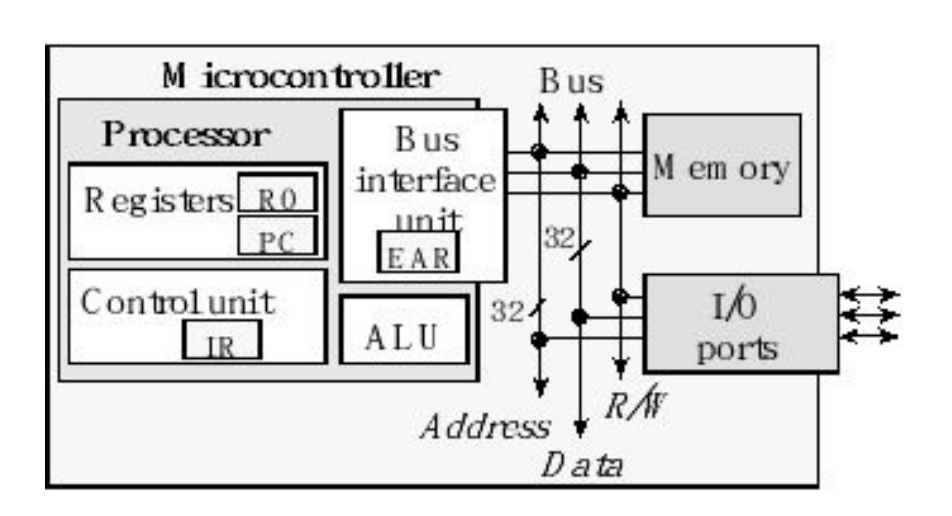 Microcontroller
Bus
Processor
Bus
interface
unit
EAR
Memory
Registers R0
PC
32
Control unit
IR
ALU
32
I/O
ports
R/W
Address
Data